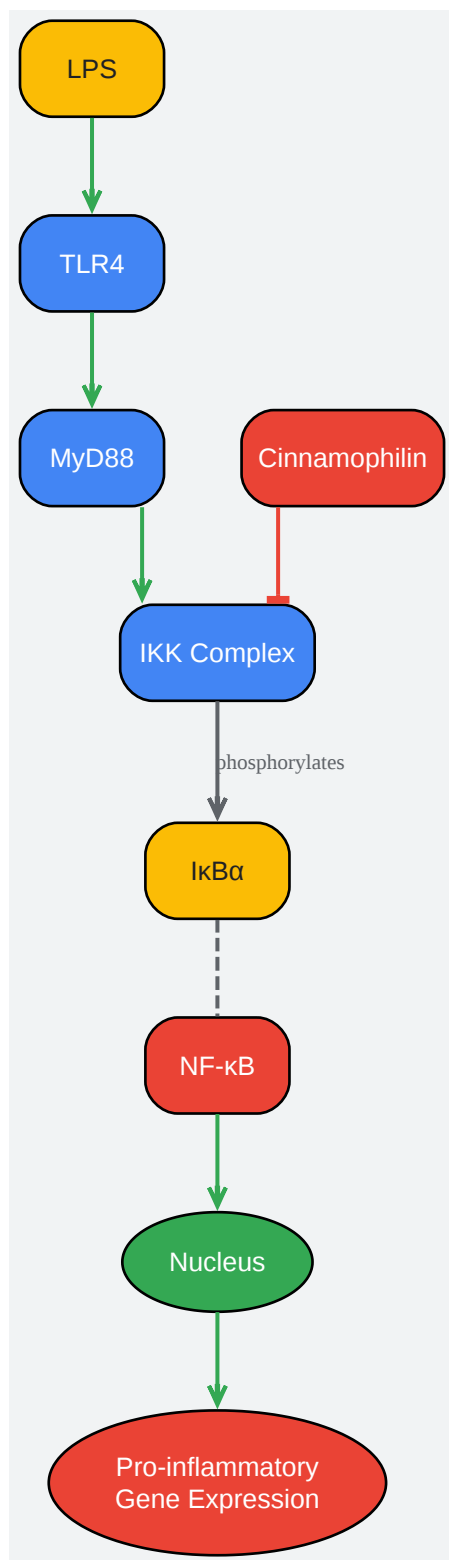 LPS
TLR4
MyD88
Cinnamophilin
IKK Complex
phosphorylates
IκBα
NF-κB
Nucleus
Pro-inflammatory
Gene Expression